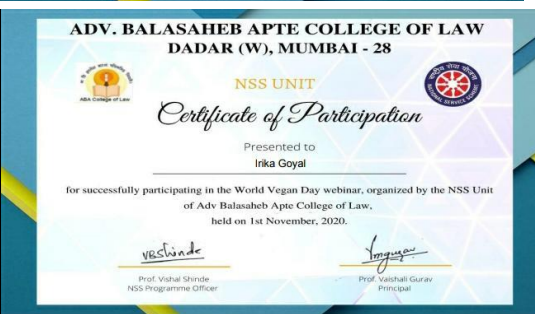 ADV. BALASAHEB APTE COLLEGE OF LAW
DADAR (W), MUMBAI - 28
ABA College of Law
NSS UNIT
Certificate of Participation
Presented to
Irika Goyal
for successfully participating in the World Vegan Day webinar, organized by the NSS Unit
of Adv Balasaheb Apte College of Law,
held on 1st November, 2020.
VBShinde
Prof. Vishal Shinde
NSS Programme Officer
Prof. Vaishali Gurav
Principal